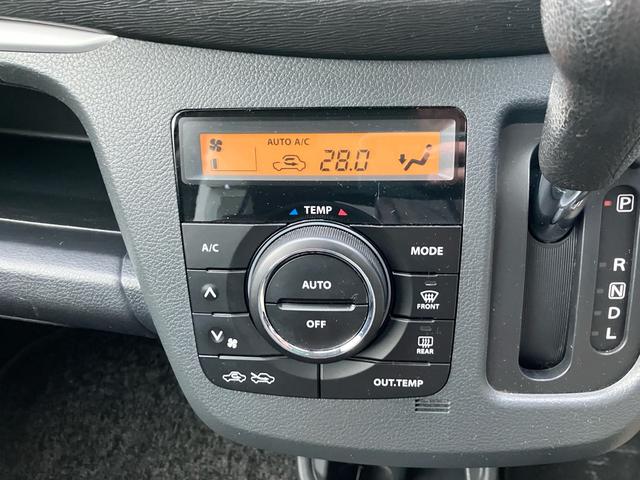 AUTO A/C
28.0
TEMP
A/C
MODE
AUTO
OFF
FRONT
REAR
OUT.TEMP
P
R
N
D
L